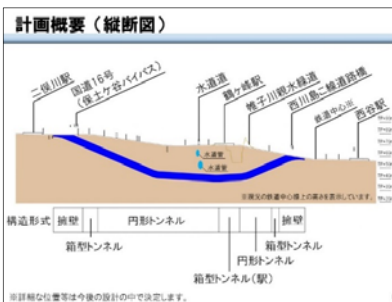 計画概要（縦断図）
二俣川駅
国道16号
（保土ケ谷バイパス）
水道道
鶴ヶ峰駅
帷子川親水緑道
西川島こ線道路橋
鉄道中心
西谷駅
水道管
水道管
※現況の鉄道中心線上の高さを表示しています。
構造形式
擁壁
円形トンネル
擁壁
箱型トンネル
箱型トンネル
円形トンネル
箱型トンネル（駅）
※詳細な位置等は今後の設計の中で決定します。